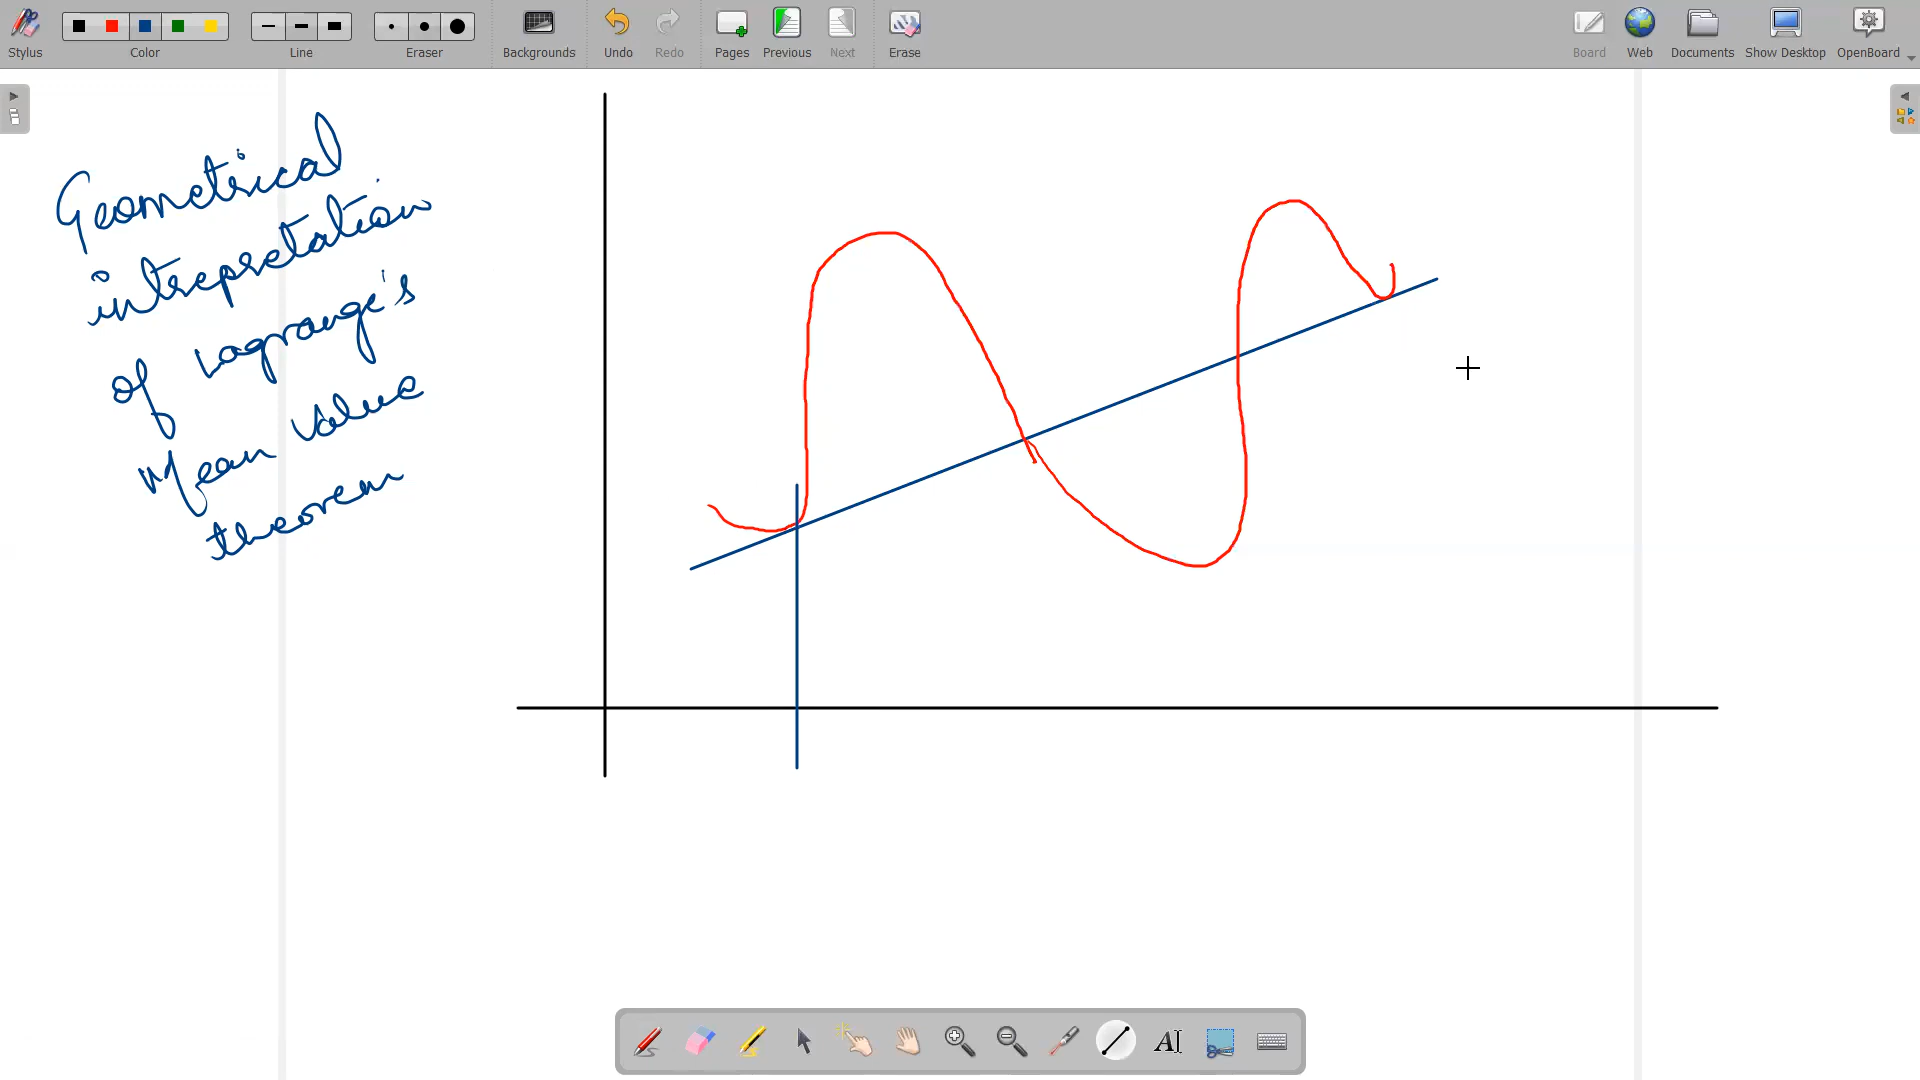 Stylus
Color
Line
Eraser
Backgrounds
Undo
Redo
Pages
Previous
Next
Erase
Board
Web
Documents
Show Desktop
OpenBoard
Geometrical
intrepretation
of Lagrange's
Mean Value
theorem